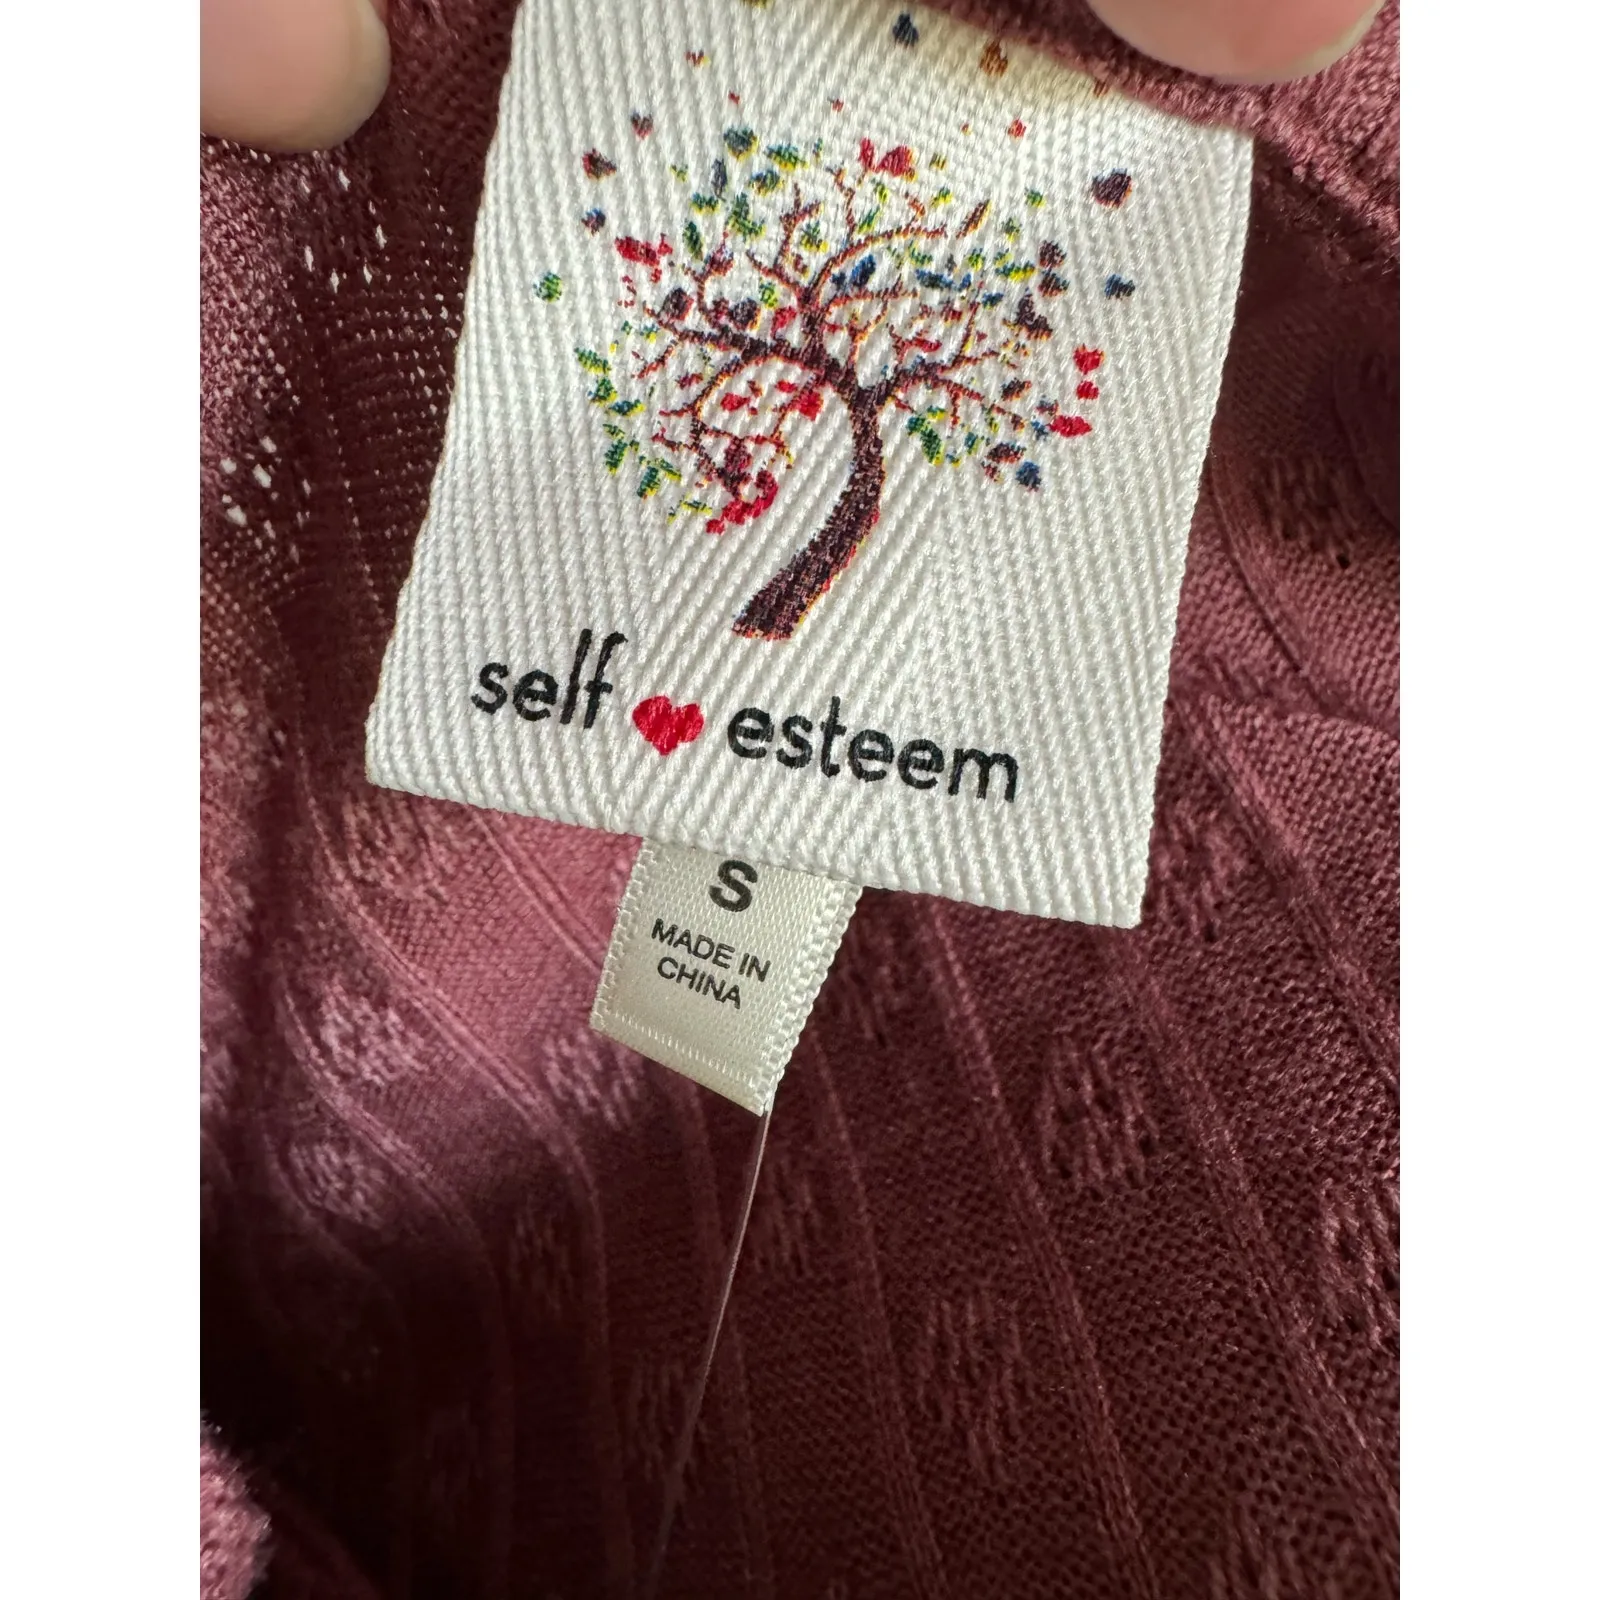 self ❤ esteem
S
MADE IN
CHINA